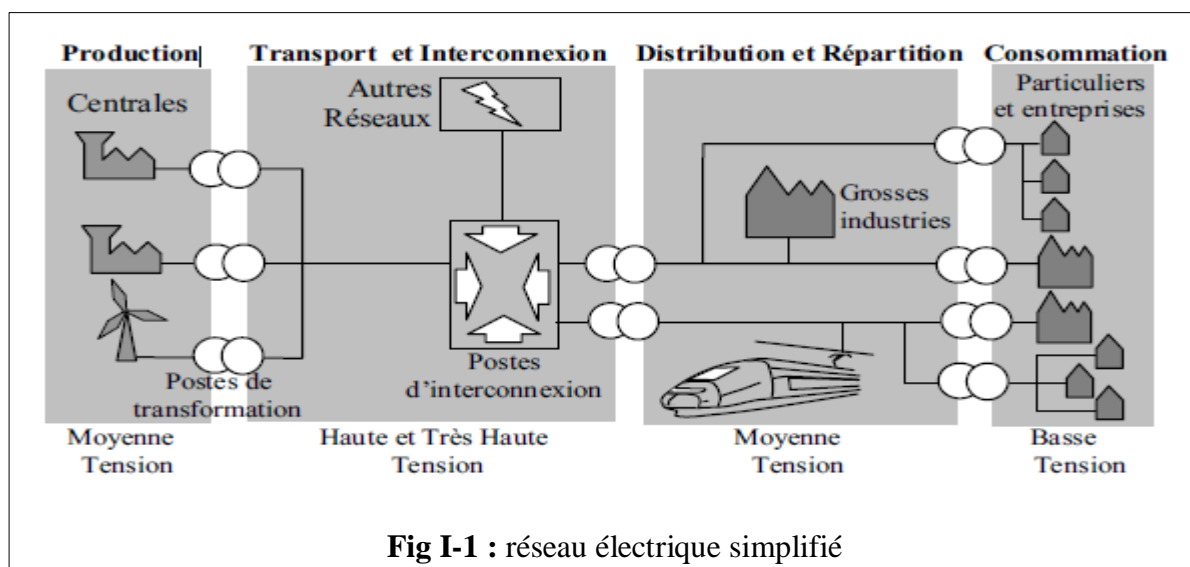 Production|
Transport et Interconnexion
Distribution et Répartition
Consommation
Centrales
Autres
Réseaux
Particuliers
et entreprises
Grosses
industries
Postes de
transformation
Postes
d’interconnexion
Moyenne
Tension
Haute et Très Haute
Tension
Moyenne
Tension
Basse
Tension
Fig I-1 : réseau électrique simplifié